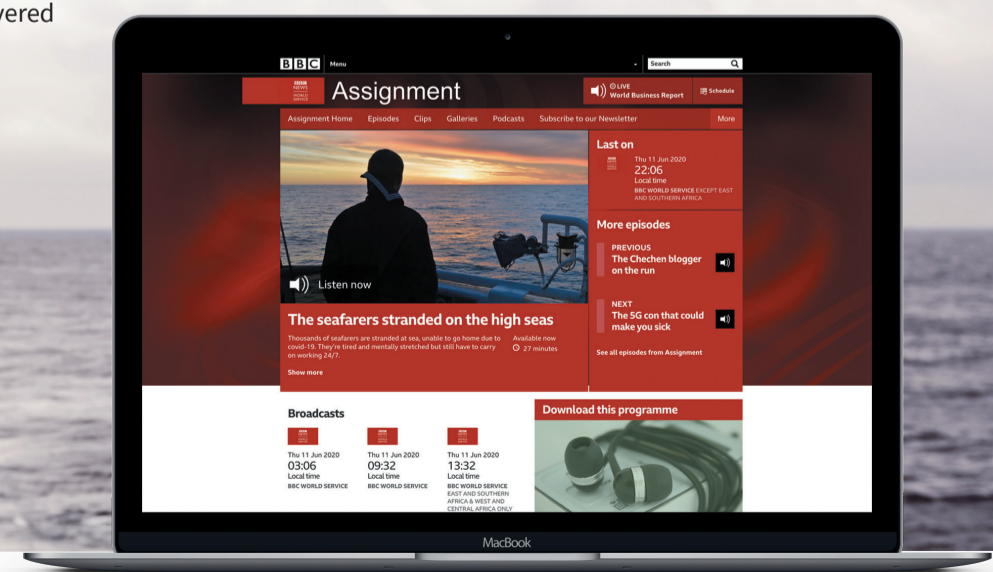 vered
BBC Menu Search
BBC
NEWS
WORLD
SERVICE
Assignment
LIVE
World Business Report
Schedule
Assignment Home Episodes Clips Galleries Podcasts Subscribe to our Newsletter More
Listen now
The seafarers stranded on the high seas
Thousands of seafarers are stranded at sea, unable to go home due to
covid-19. They're tired and mentally stretched but still have to carry
on working 24/7.
Available now
27 minutes
Show more
Last on
Thu 11 Jun 2020
22:06
Local time
BBC WORLD SERVICE EXCEPT EAST
AND SOUTHERN AFRICA
More episodes
PREVIOUS
The Chechen blogger
on the run
NEXT
The 5G con that could
make you sick
See all episodes from Assignment
Broadcasts
Thu 11 Jun 2020
03:06
Local time
BBC WORLD SERVICE
Thu 11 Jun 2020
09:32
Local time
BBC WORLD SERVICE
Thu 11 Jun 2020
13:32
Local time
BBC WORLD SERVICE
EAST AND SOUTHERN
AFRICA & WEST AND
CENTRAL AFRICA ONLY
Download this programme
MacBook